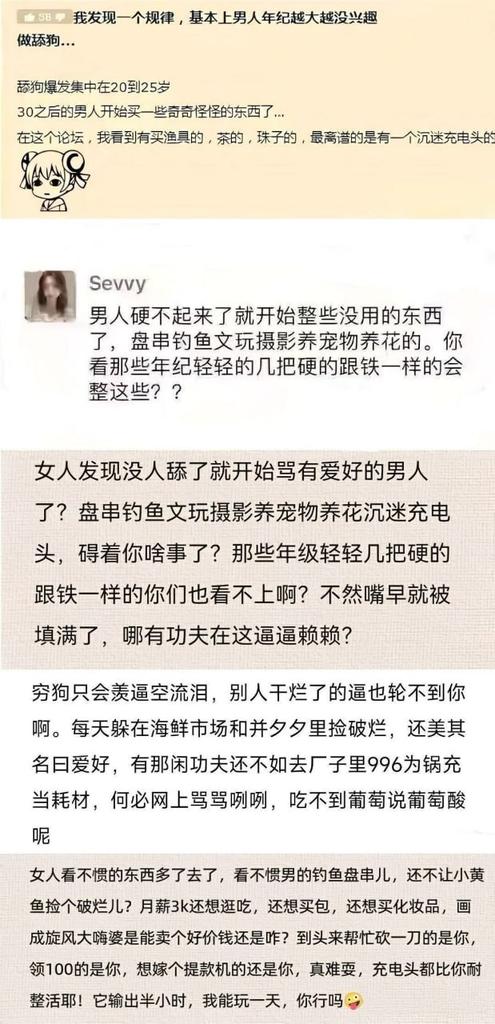 58 我发现一个规律，基本上男人年纪越大越没兴趣
做舔狗...
舔狗爆发集中在20到25岁
30之后的男人开始买一些奇奇怪怪的东西了...
在这个论坛，我看到有买渔具的，茶的，珠子的，最离谱的是有一个沉迷充电头的
Sevvy
男人硬不起来了就开始整些没用的东西
了，盘串钓鱼文玩摄影养宠物养花的。你
看那些年纪轻轻的几把硬的跟铁一样的会
整这些？？
女人发现没人舔了就开始骂有爱好的男人
了？盘串钓鱼文玩摄影养宠物养花沉迷充电
头，碍着你啥事了？那些年级轻轻几把硬的
跟铁一样的你们也看不上啊？不然嘴早就被
填满了，哪有功夫在这逼逼赖赖？
穷狗只会羡逼空流泪，别人干烂了的逼也轮不到你
啊。每天躲在海鲜市场和并夕夕里捡破烂，还美其
名曰爱好，有那闲功夫还不如去厂子里996为锅充
当耗材，何必网上骂骂咧咧，吃不到葡萄说葡萄酸
呢
女人看不惯的东西多了去了，看不惯男的钓鱼盘串儿，还不让小黄
鱼捡个破烂儿？月薪3k还想逛吃，还想买包，还想买化妆品，画
成旋风大嗨婆是能卖个好价钱还是咋？到头来帮忙砍一刀的是你，
领100的是你，想嫁个提款机的还是你，真难耍，充电头都比你耐
整活耶！它输出半小时，我能玩一天，你行吗🤪